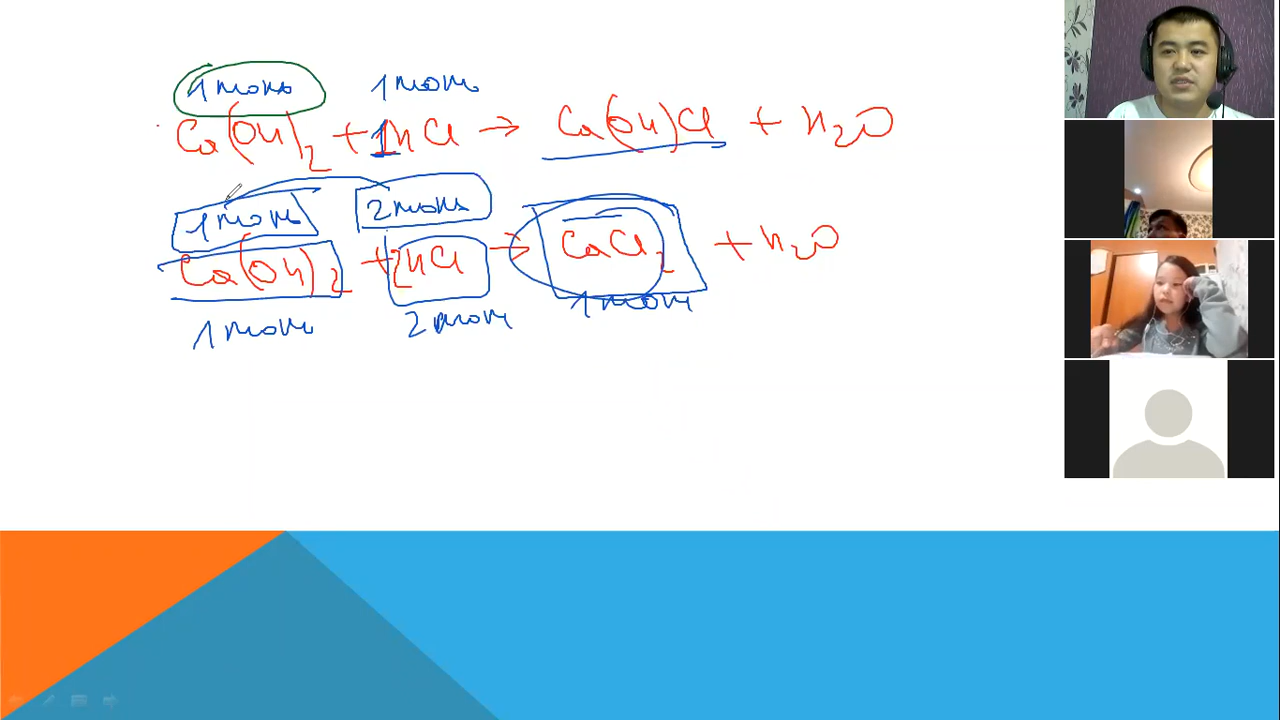 1 моль 1 моль
Ca(OH)2 + 1HCl → Ca(OH)Cl + H2O
1 моль 2 моль
Ca(OH)2 + 2HCl → CaCl2 + H2O
1 моль 2 моль 1 моль